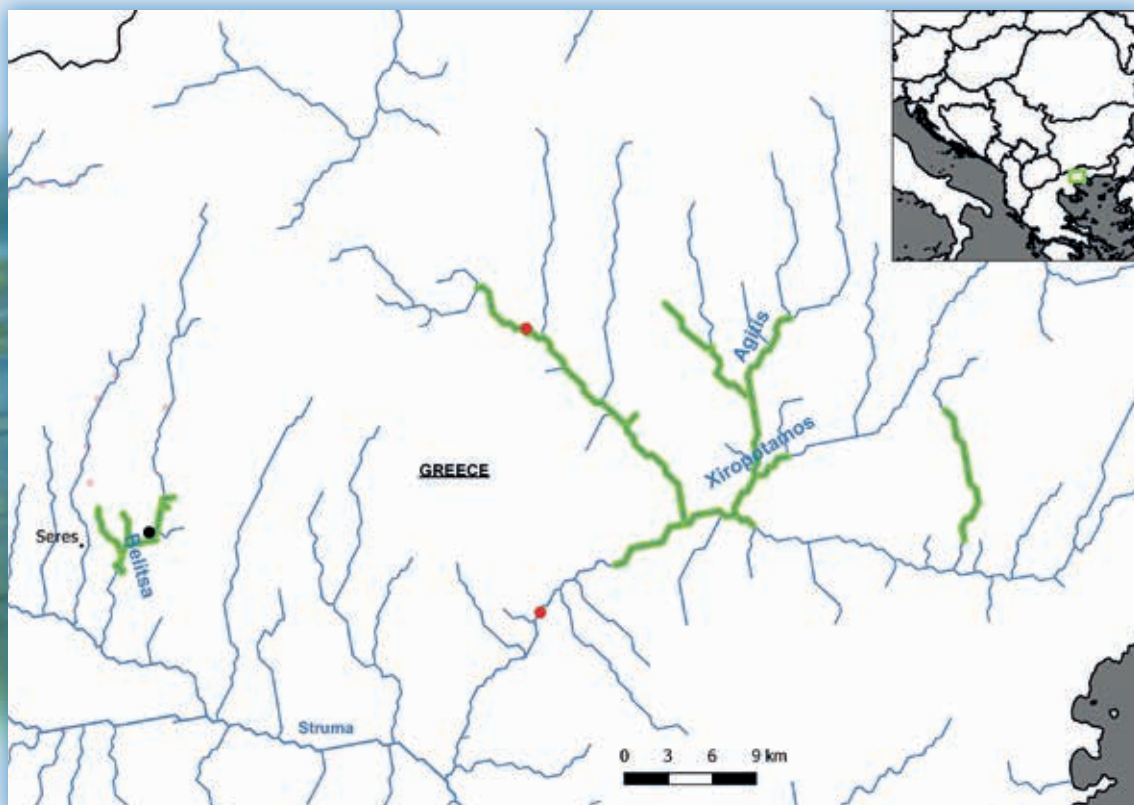 Agitis
Xiropotamos
GREECE
Seres
Belitsa
Struma
0 3 6 9 km